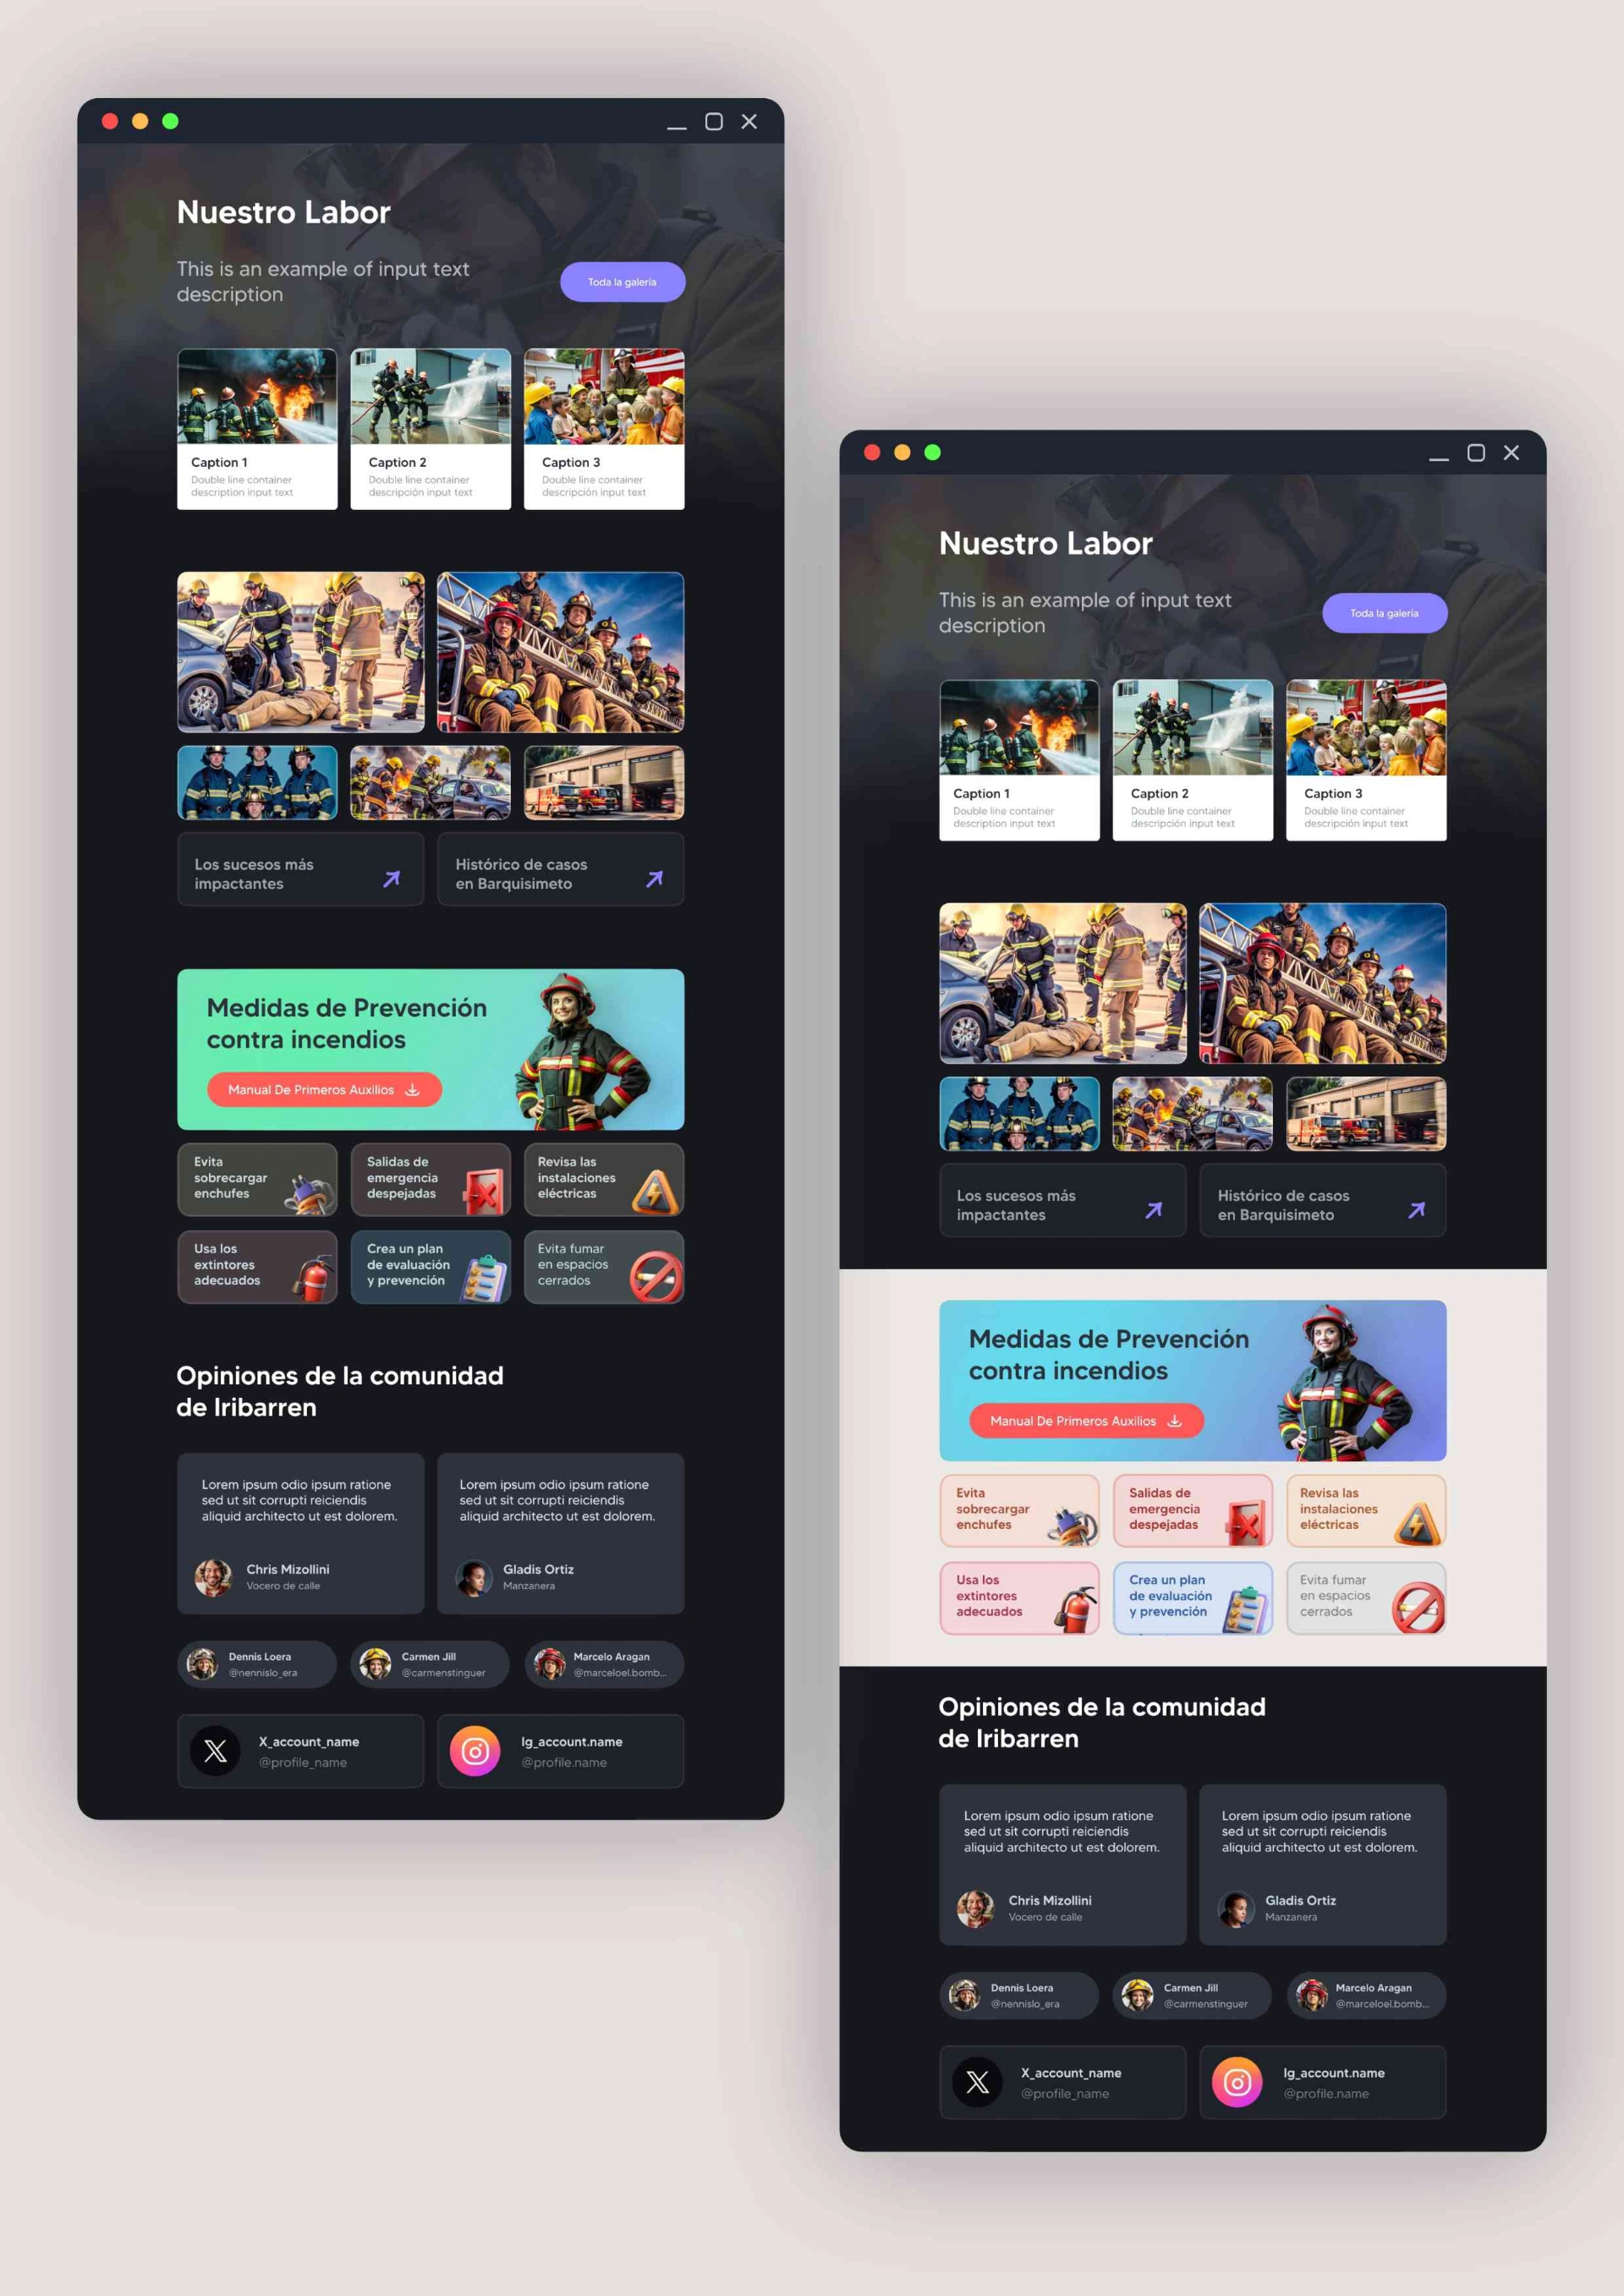 Nuestro Labor
This is an example of input text
description
Toda la galería
Caption 1
Double line container
description input text
Caption 2
Double line container
descripción input text
Caption 3
Double line container
descripción input text
Los sucesos más
impactantes
Histórico de casos
en Barquisimeto
Medidas de Prevención
contra incendios
Manual De Primeros Auxilios
Evita
sobrecargar
enchufes
Salidas de
emergencia
despejadas
Revisa las
instalaciones
eléctricas
Usa los
extintores
adecuados
Crea un plan
de evaluación
y prevención
Evita fumar
en espacios
cerrados
Opiniones de la comunidad
de Iribarren
Lorem ipsum odio ipsum ratione
sed ut sit corrupti reiciendis
aliquid architecto ut est dolorem.
Chris Mizollini
Vocero de calle
Lorem ipsum odio ipsum ratione
sed ut sit corrupti reiciendis
aliquid architecto ut est dolorem.
Gladis Ortiz
Manzanera
Dennis Loera
@nennislo_era
Carmen Jill
@carmenstinguer
Marcelo Aragan
@marceloel.bomb...
X_account_name
@profile_name
Ig_account.name
@profile.name
Nuestro Labor
This is an example of input text
description
Toda la galería
Caption 1
Double line container
description input text
Caption 2
Double line container
descripción input text
Caption 3
Double line container
descripción input text
Los sucesos más
impactantes
Histórico de casos
en Barquisimeto
Medidas de Prevención
contra incendios
Manual De Primeros Auxilios
Evita
sobrecargar
enchufes
Salidas de
emergencia
despejadas
Revisa las
instalaciones
eléctricas
Usa los
extintores
adecuados
Crea un plan
de evaluación
y prevención
Evita fumar
en espacios
cerrados
Opiniones de la comunidad
de Iribarren
Lorem ipsum odio ipsum ratione
sed ut sit corrupti reiciendis
aliquid architecto ut est dolorem.
Chris Mizollini
Vocero de calle
Lorem ipsum odio ipsum ratione
sed ut sit corrupti reiciendis
aliquid architecto ut est dolorem.
Gladis Ortiz
Manzanera
Dennis Loera
@nennislo_era
Carmen Jill
@carmenstinguer
Marcelo Aragan
@marceloel.bomb...
X_account_name
@profile_name
Ig_account.name
@profile.name